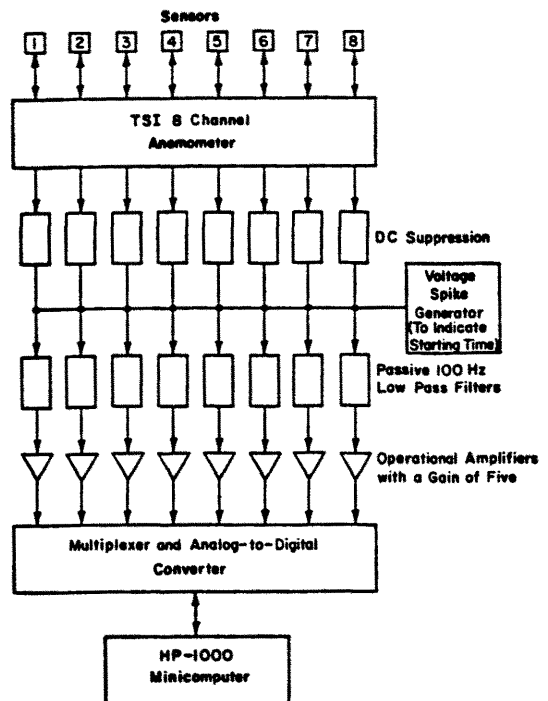 Sensors
1 2 3 4 5 6 7 8
TSI 8 Channel
Anemometer
DC Suppression
Voltage
Spike
Generator
(To Indicate
Starting Time)
Passive 100 Hz
Low Pass Filters
Operational Amplifiers
with a Gain of Five
Multiplexer and Analog-to-Digital
Converter
HP-1000
Minicomputer